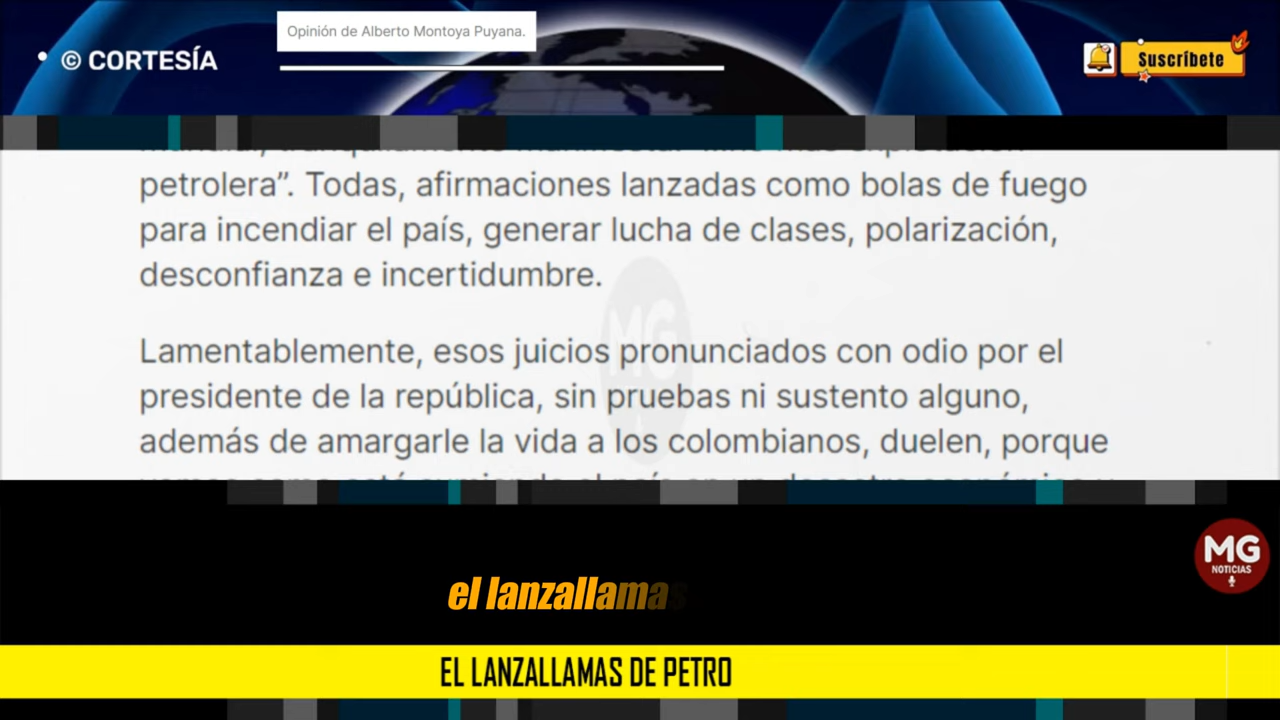 Opinión de Alberto Montoya Puyana.
© CORTESÍA
Suscríbete
petrolera”. Todas, afirmaciones lanzadas como bolas de fuego
para incendiar el país, generar lucha de clases, polarización,
desconfianza e incertidumbre.
Lamentablemente, esos juicios pronunciados con odio por el
presidente de la república, sin pruebas ni sustento alguno,
además de amargarle la vida a los colombianos, duelen, porque
MG
MG
NOTICIAS
el lanzallamas
EL LANZALLAMAS DE PETRO